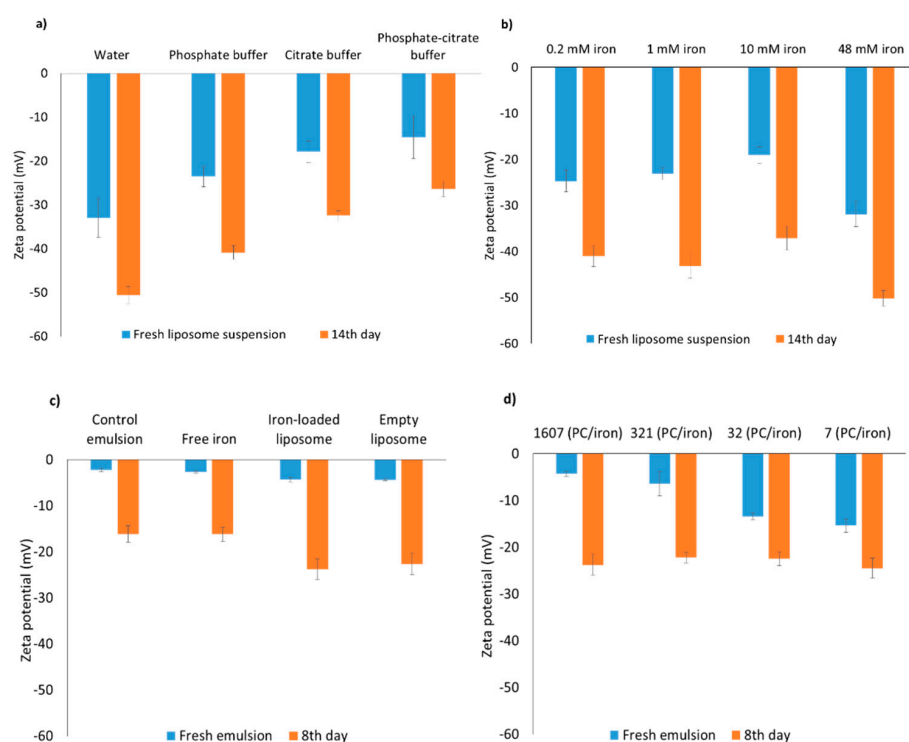 a)
Water Phosphate buffer Citrate buffer Phosphate-citrate
buffer
Zeta potential (mV)
0
-10
-20
-30
-40
-50
-60
Fresh liposome suspension 14th day
b)
0.2 mM iron 1 mM iron 10 mM iron 48 mM iron
Zeta potential (mV)
0
-10
-20
-30
-40
-50
-60
Fresh liposome suspension 14th day
c)
Control
emulsion Free iron Iron-loaded
liposome Empty
liposome
Zeta potential (mV)
0
-10
-20
-30
-40
-50
-60
Fresh emulsion 8th day
d)
1607 (PC/iron) 321 (PC/iron) 32 (PC/iron) 7 (PC/iron)
Zeta potential (mV)
0
-10
-20
-30
-40
-50
-60
Fresh emulsion 8th day